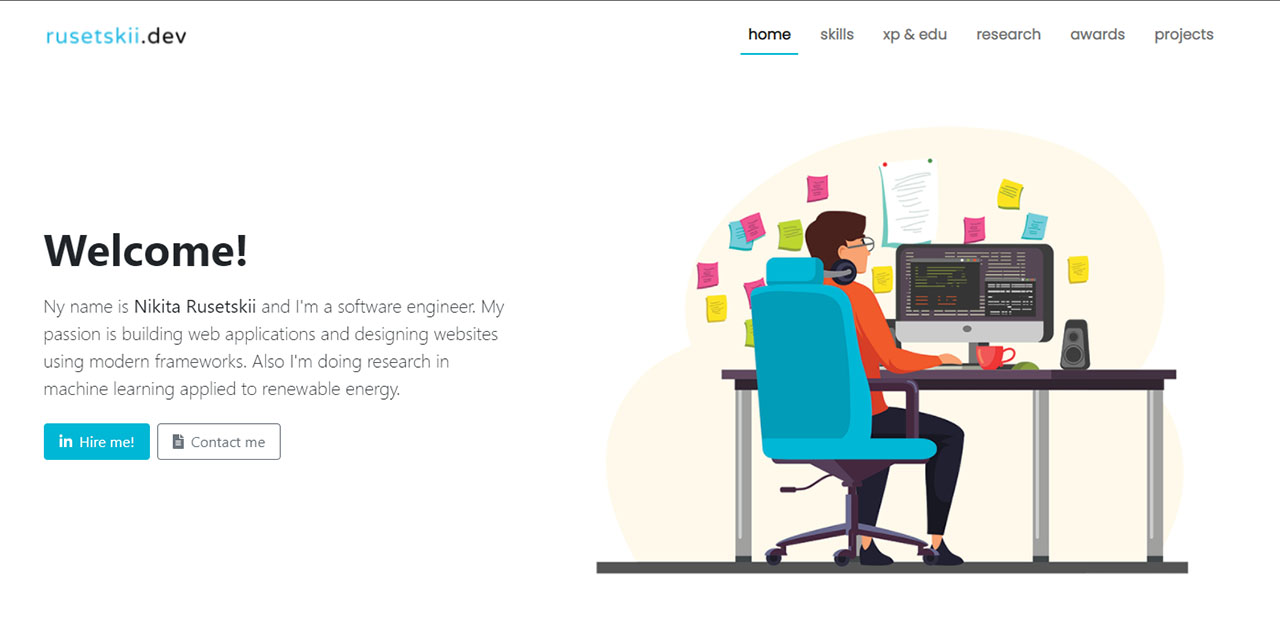 rusetskii.dev
home skills xp & edu research awards projects
Welcome!
Ny name is Nikita Rusetskii and I'm a software engineer. My
passion is building web applications and designing websites
using modern frameworks. Also I'm doing research in
machine learning applied to renewable energy.
in Hire me! Contact me